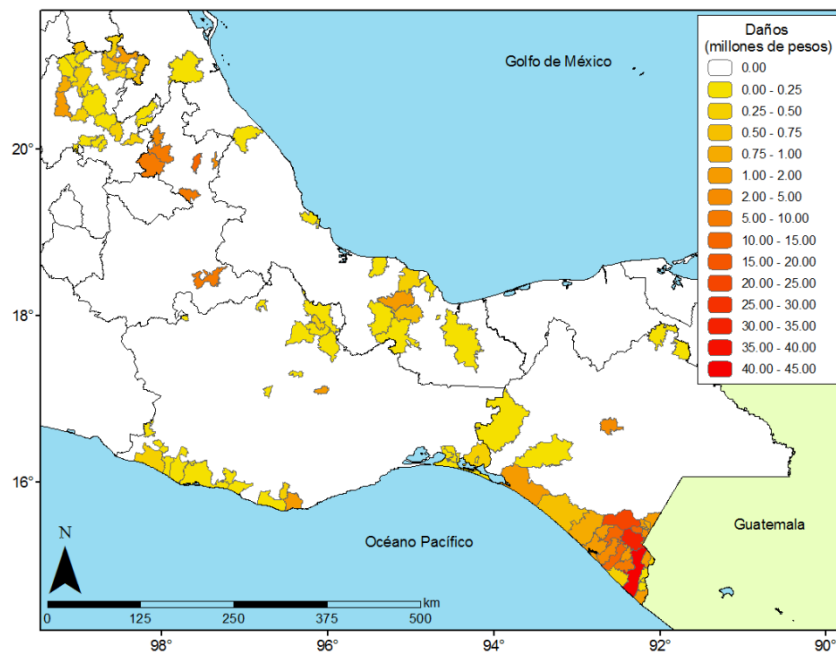 Daños
(millones de pesos)
0.00
0.00 - 0.25
0.25 - 0.50
0.50 - 0.75
0.75 - 1.00
1.00 - 2.00
2.00 - 5.00
5.00 - 10.00
10.00 - 15.00
15.00 - 20.00
20.00 - 25.00
25.00 - 30.00
30.00 - 35.00
35.00 - 40.00
40.00 - 45.00
Golfo de México
20°
18°
16°
Guatemala
Océano Pacífico
N
km
0 125 250 375 500
98° 96° 94° 92° 90°